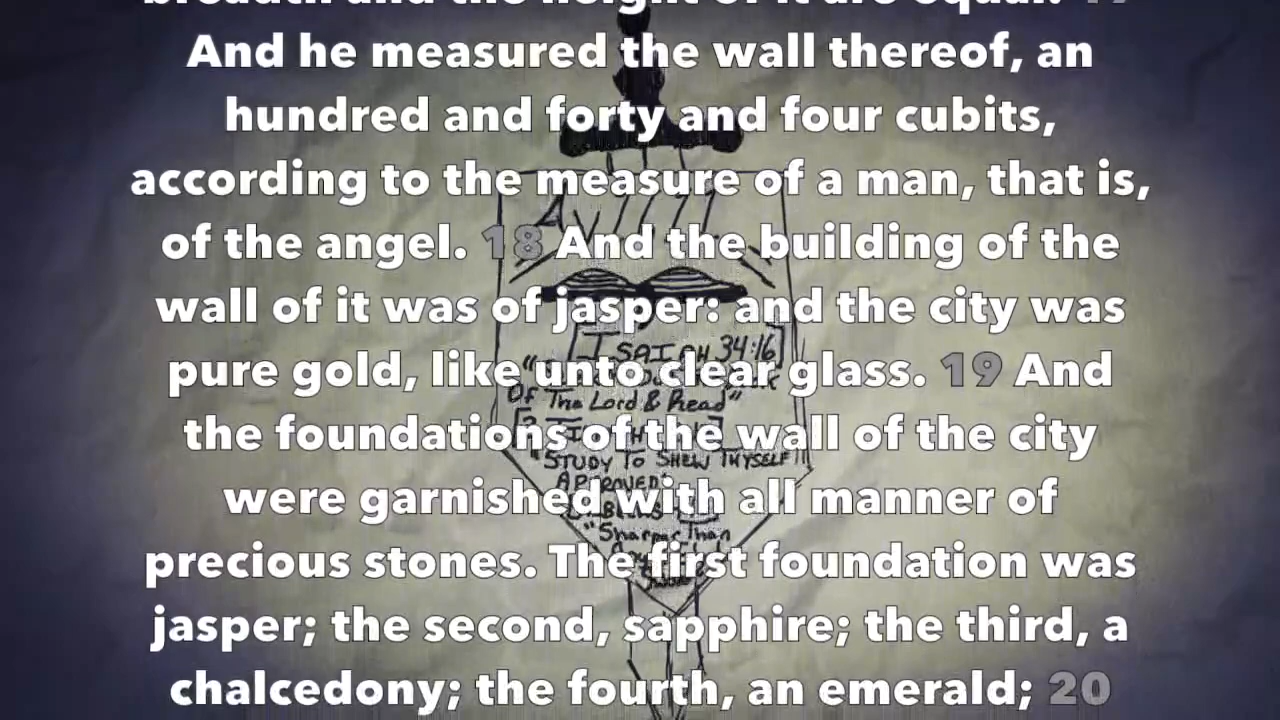 breadth and the height of it are equal. 17
And he measured the wall thereof, an
hundred and forty and four cubits,
according to the measure of a man, that is,
of the angel. 18 And the building of the
wall of it was of jasper: and the city was
pure gold, like unto clear glass. 19 And
the foundations of the wall of the city
were garnished with all manner of
precious stones. The first foundation was
jasper; the second, sapphire; the third, a
chalcedony; the fourth, an emerald; 20
[ISAIAH 34:16]
Of The Lord & Read"
"STUDY To SHEW THYSELF
APPROVED"
"Sharper Than